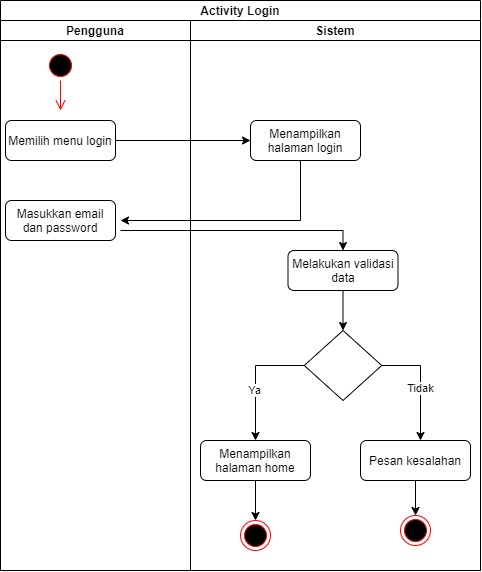 Activity Login
Pengguna
Sistem
Memilih menu login
Menampilkan
halaman login
Masukkan email
dan password
Melakukan validasi
data
Ya
Tidak
Menampilkan
halaman home
Pesan kesalahan